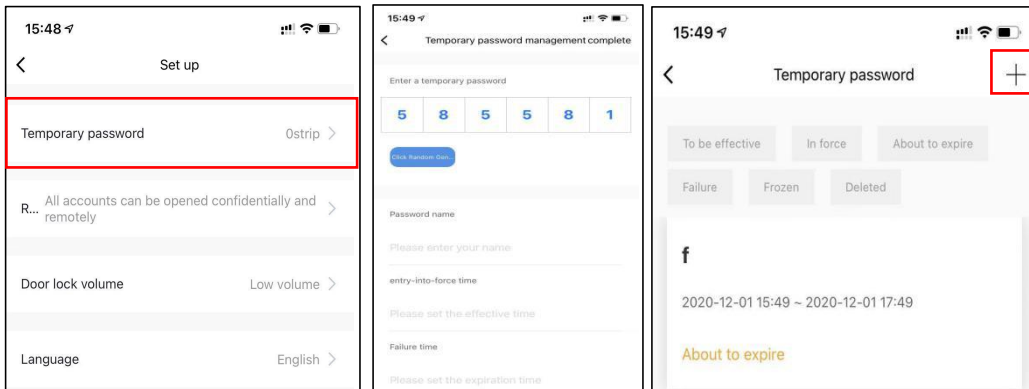 15:48
Set up
Temporary password
0strip
R... All accounts can be opened confidentially and
remotely
Door lock volume
Low volume
Language
English
15:49
Temporary password management complete
Enter a temporary password
5 8 5 5 8 1
Click Random Gen...
Password name
Please enter your name
entry-into-force time
Please set the effective time
Failure time
Please set the expiration time
15:49
Temporary password
To be effective
In force
About to expire
Failure
Frozen
Deleted
f
2020-12-01 15:49 ~ 2020-12-01 17:49
About to expire